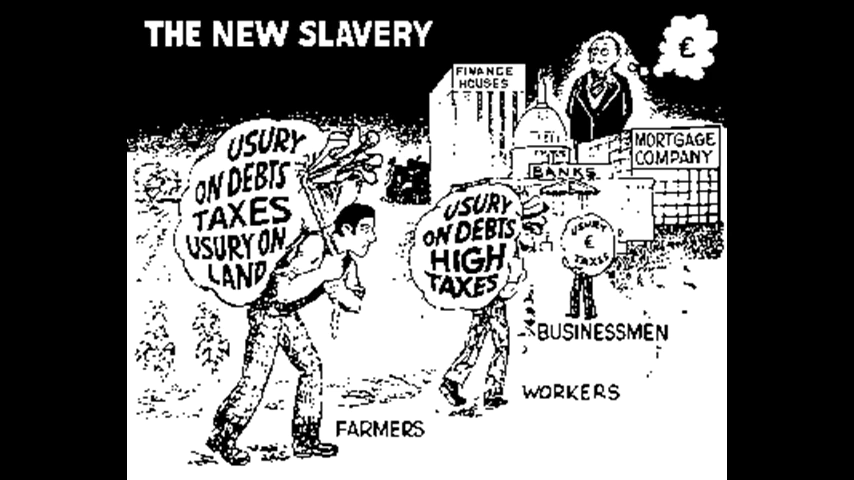 THE NEW SLAVERY
€
FINANCE
HOUSES
MORTGAGE
COMPANY
BANKS
USURY
ON DEBTS
TAXES
USURY ON
LAND
USURY
ON DEBTS
HIGH
TAXES
USURY
€
TAXES
BUSINESSMEN
WORKERS
FARMERS